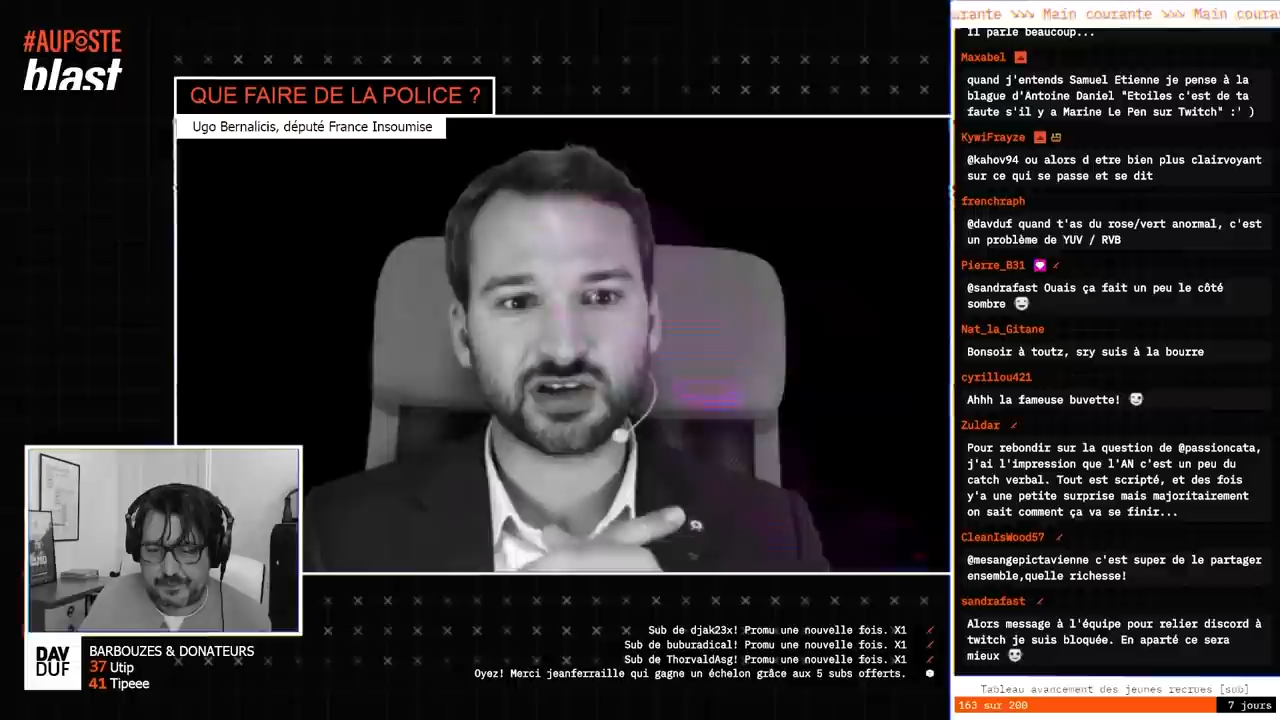 #AUPOSTE
blast
QUE FAIRE DE LA POLICE ?
Ugo Bernalicis, député France Insoumise
DAV
DUF
BARBOUZES & DONATEURS
37 Utip
41 Tipeee
Sub de djak23x! Promu une nouvelle fois. X1
Sub de buburadical! Promu une nouvelle fois. X1
Sub de ThorvaldAsg! Promu une nouvelle fois. X1
Oyez! Merci jeanferraille qui gagne un échelon grâce aux 5 subs offerts.
urante >>> Main courante >>> Main couran
Il parle beaucoup...
Maxabel
quand j'entends Samuel Etienne je pense à la
blague d'Antoine Daniel "Etoiles c'est de ta
faute s'il y a Marine Le Pen sur Twitch" :' )
KywiFrayze
@kahov94 ou alors d etre bien plus clairvoyant
sur ce qui se passe et se dit
frenchraph
@davduf quand t'as du rose/vert anormal, c'est
un problème de YUV / RVB
Pierre_B31
@sandrafast Ouais ça fait un peu le côté
sombre
Nat_la_Gitane
Bonsoir à toutz, sry suis à la bourre
cyrillou421
Ahhh la fameuse buvette!
Zuldar
Pour rebondir sur la question de @passioncata,
j'ai l'impression que l'AN c'est un peu du
catch verbal. Tout est scripté, et des fois
y'a une petite surprise mais majoritairement
on sait comment ça va se finir...
CleanIsWood57
@mesangepictavienne c'est super de le partager
ensemble,quelle richesse!
sandrafast
Alors message à l'équipe pour relier discord à
twitch je suis bloquée. En aparté ce sera
mieux
Tableau avancement des jeunes recrues [sub]
163 sur 200
7 jours